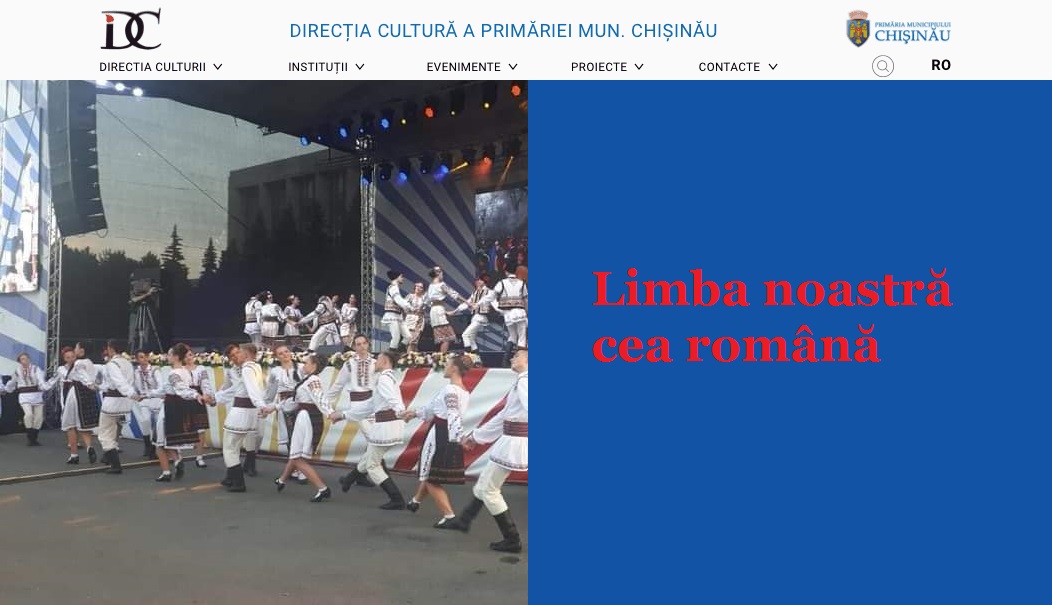 DC
DIRECȚIA CULTURĂ A PRIMĂRIEI MUN. CHIȘINĂU
PRIMĂRIA MUNICIPIULUI
CHIȘINĂU
DIRECTIA CULTURII
INSTITUȚII
EVENIMENTE
PROIECTE
CONTACTE
RO
Limba noastră
cea română